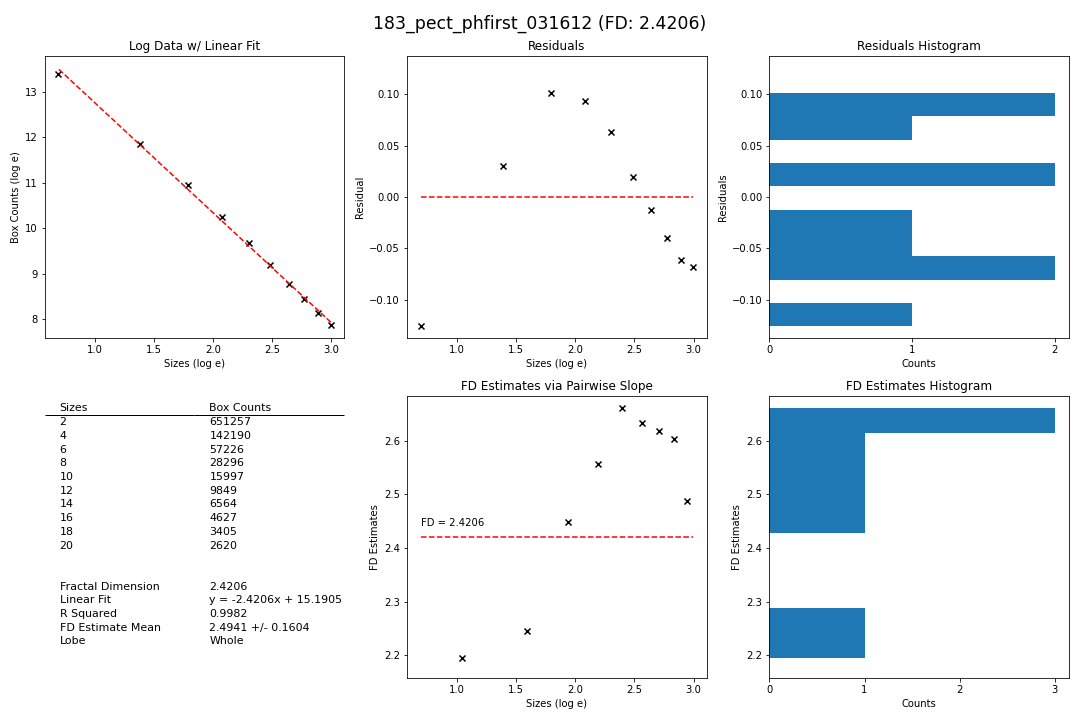 183_pect_phfirst_031612 (FD: 2.4206)
Log Data w/ Linear Fit
Box Counts (log e)
13
12
11
10
9
8
1.0 1.5 2.0 2.5 3.0
Sizes (log e)
Residuals
Residual
0.10
0.05
0.00
−0.05
−0.10
1.0 1.5 2.0 2.5 3.0
Sizes (log e)
Residuals Histogram
Residuals
0.10
0.05
0.00
−0.05
−0.10
0 1 2
Counts
Sizes Box Counts
2 651257
4 142190
6 57226
8 28296
10 15997
12 9849
14 6564
16 4627
18 3405
20 2620
Fractal Dimension 2.4206
Linear Fit y = -2.4206x + 15.1905
R Squared 0.9982
FD Estimate Mean 2.4941 +/- 0.1604
Lobe Whole
FD Estimates via Pairwise Slope
FD Estimates
2.6
2.5
2.4
2.3
2.2
FD = 2.4206
1.0 1.5 2.0 2.5 3.0
Sizes (log e)
FD Estimates Histogram
FD Estimates
2.6
2.5
2.4
2.3
2.2
0 1 2 3
Counts